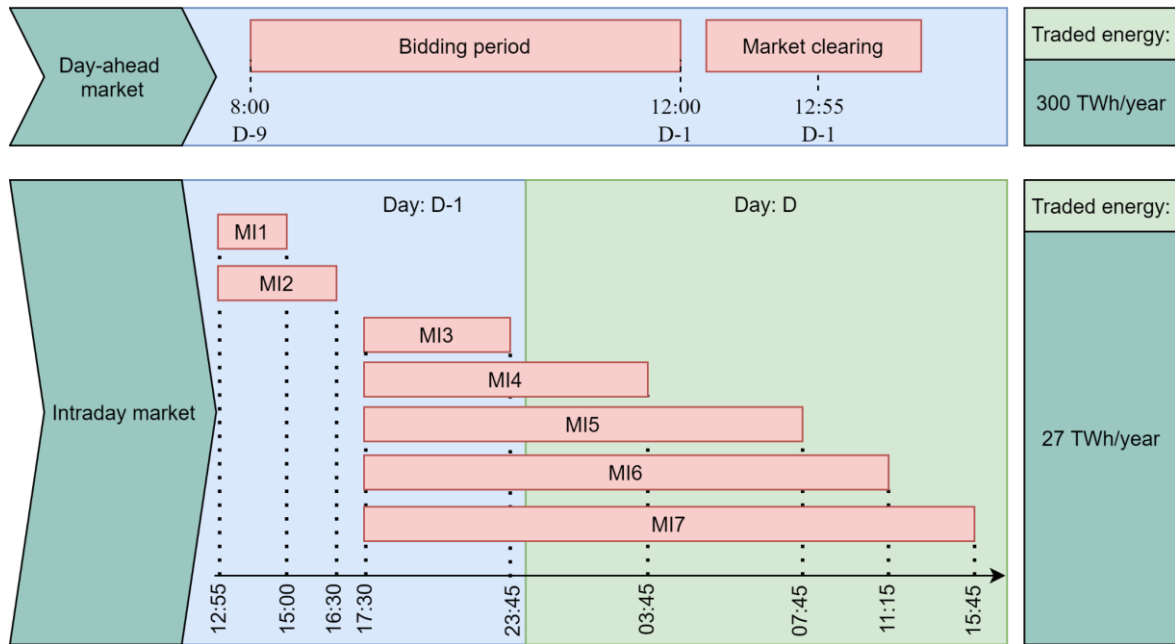 Day-ahead
market
Bidding period
Market clearing
8:00
D-9
12:00
D-1
12:55
D-1
Traded energy:
300 TWh/year
Intraday market
Day: D-1
Day: D
MI1
MI2
MI3
MI4
MI5
MI6
MI7
12:55
15:00
16:30
17:30
23:45
03:45
07:45
11:15
15:45
Traded energy:
27 TWh/year